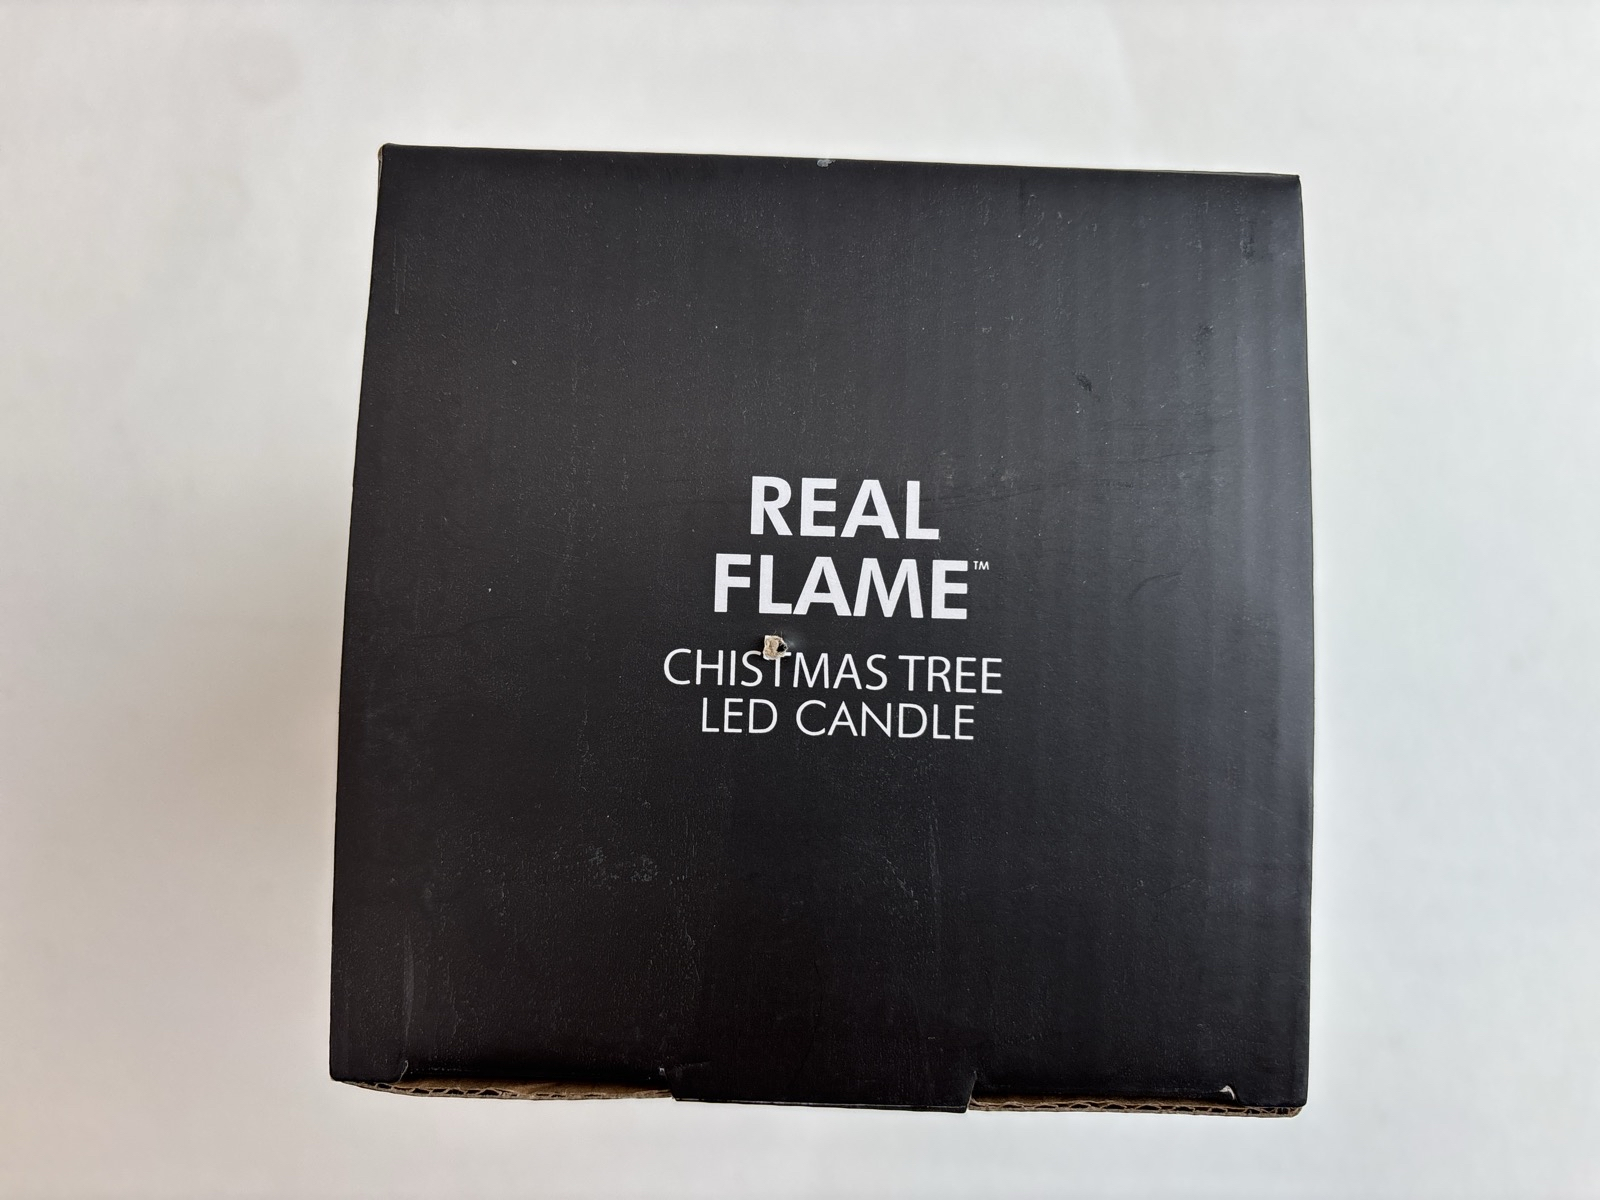 REAL
FLAME™
CHISTMAS TREE
LED CANDLE